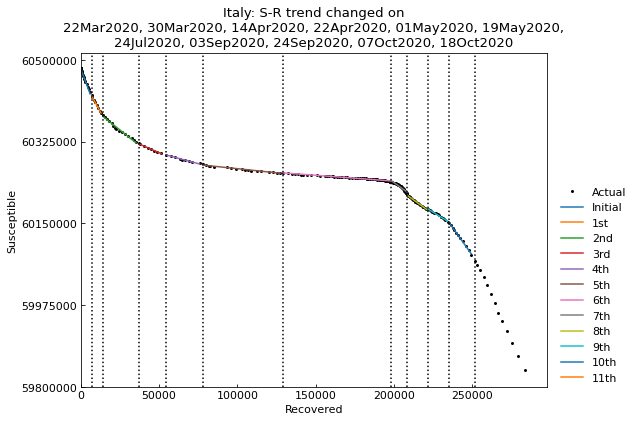 Italy: S-R trend changed on
22Mar2020, 30Mar2020, 14Apr2020, 22Apr2020, 01May2020, 19May2020,
24Jul2020, 03Sep2020, 24Sep2020, 07Oct2020, 18Oct2020
60500000
60325000
60150000
59975000
59800000
Susceptible
0
50000
100000
150000
200000
250000
Recovered
Actual
Initial
1st
2nd
3rd
4th
5th
6th
7th
8th
9th
10th
11th